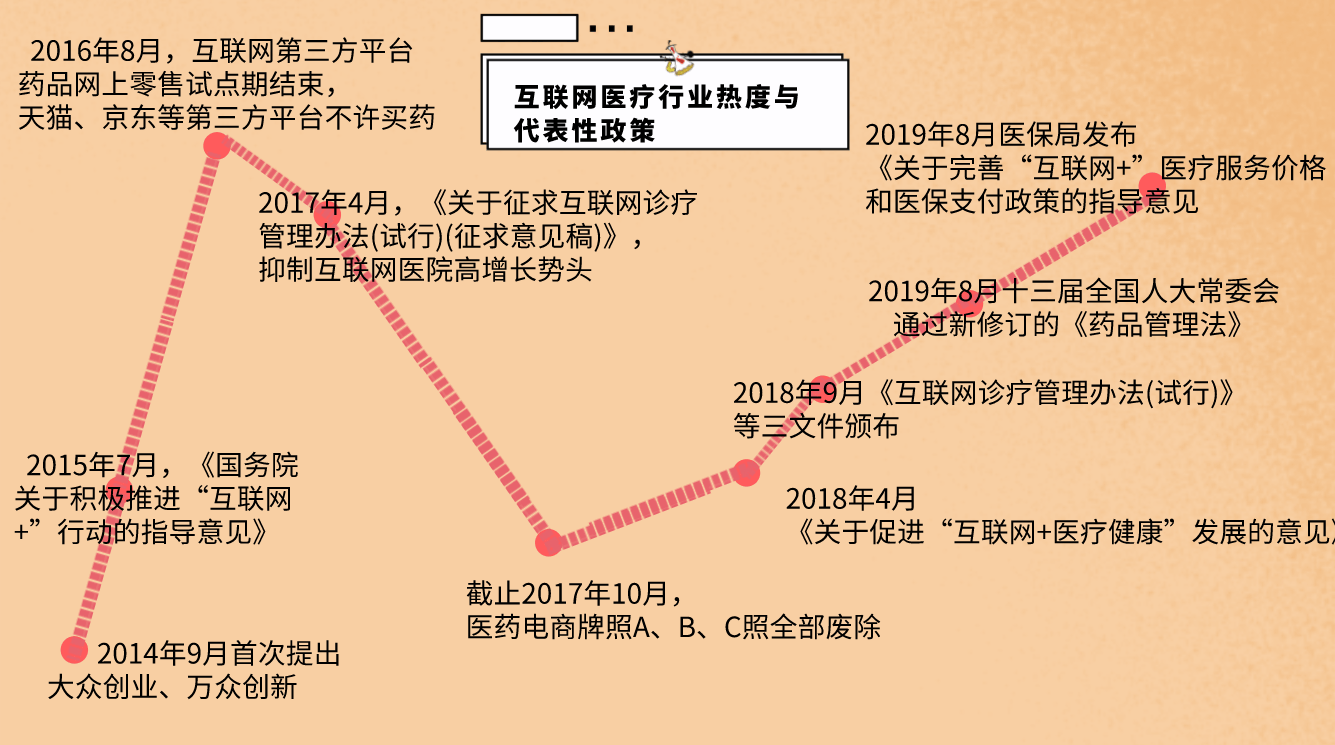 互联网医疗行业热度与
代表性政策
2016年8月，互联网第三方平台
药品网上零售试点期结束，
天猫、京东等第三方平台不许买药
2017年4月，《关于征求互联网诊疗
管理办法(试行)(征求意见稿)》，
抑制互联网医院高增长势头
2019年8月医保局发布
《关于完善“互联网+”医疗服务价格
和医保支付政策的指导意见
2019年8月十三届全国人大常委会
通过新修订的《药品管理法》
2018年9月《互联网诊疗管理办法(试行)》
等三文件颁布
2015年7月，《国务院
关于积极推进“互联网
+”行动的指导意见》
2018年4月
《关于促进“互联网+医疗健康”发展的意见》
截止2017年10月，
医药电商牌照A、B、C照全部废除
2014年9月首次提出
大众创业、万众创新